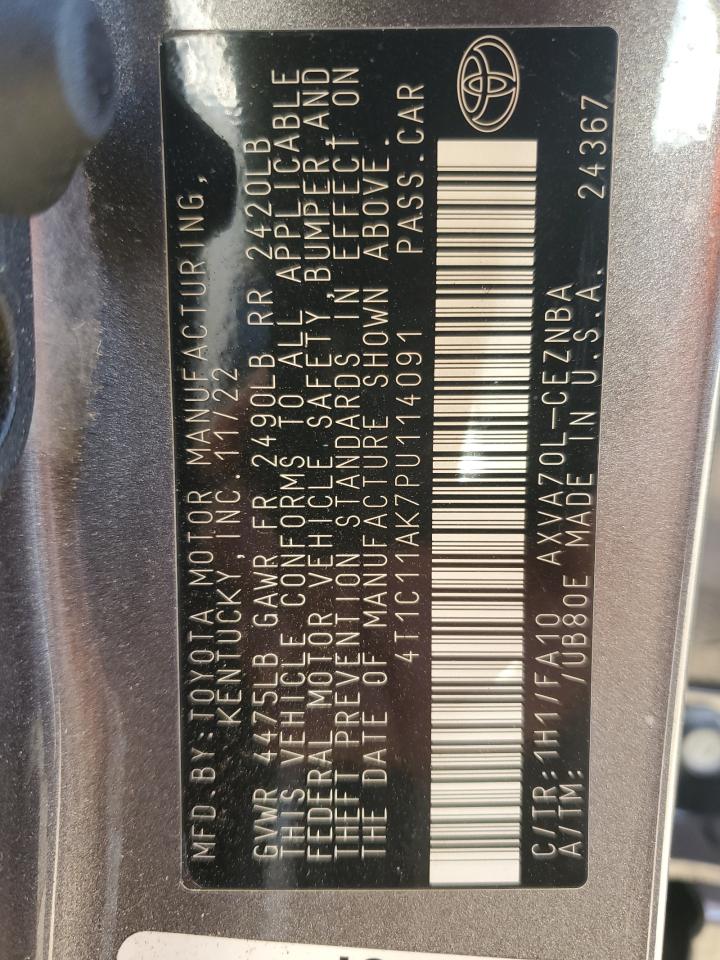 MFD.BY:TOYOTA MOTOR MANUFACTURING,
KENTUCKY,INC.11/22
GVWR 4475LB GAWR FR 2490LB RR 2420LB
THIS VEHICLE CONFORMS TO ALL APPLICABLE
FEDERAL MOTOR VEHICLE SAFETY,BUMPER,AND
THEFT PREVENTION STANDARDS IN EFFECT ON
THE DATE OF MANUFACTURE SHOWN ABOVE.
4T1C11AK7PU114091 PASS.CAR
C/TR:1H1/FA10 AXVA70L-CEZNBA
A/TM: /UB80E MADE IN U.S.A. 24367